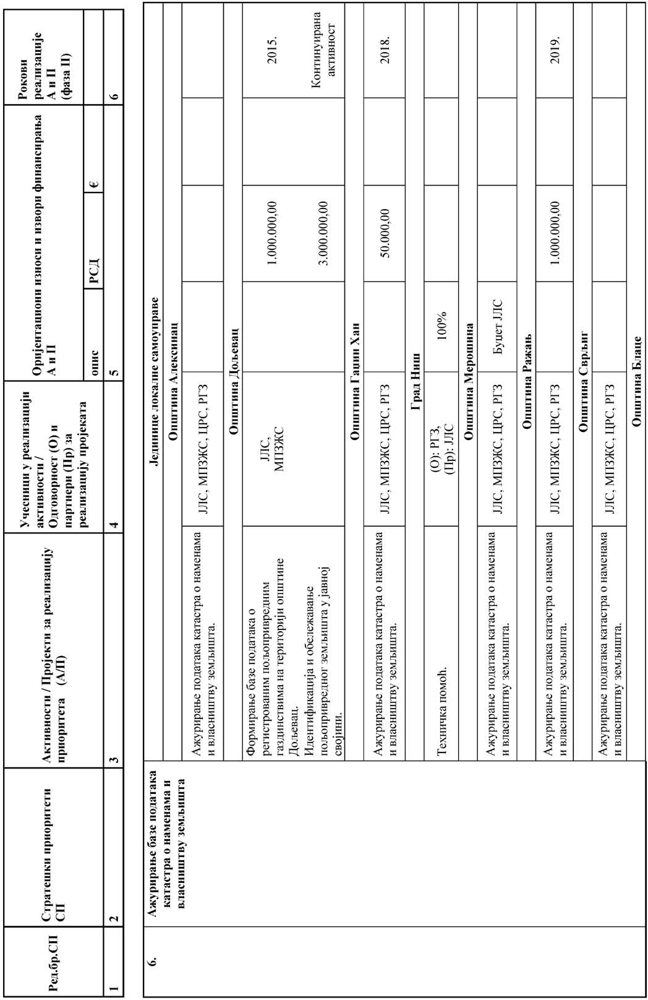 Ред.бр.СП
Стратешки приоритети
СП
Активности / Пројекти за реализацију
приоритета (А/П)
Учесници у реализацији
активности /
Одговорност (О) и
партнери (Пр) за
реализацију пројеката
Оријентациони износи и извори финансирања
А и П
Рокови
реализације
А и П
(фаза II)
опис
РСД
€
1
2
3
4
5
6
6.
Ажурирање базе података
катастра о наменама и
власништву земљишта
Јединице локалне самоуправе
Општина Алексинац
Ажурирање података катастра о наменама
и власништву земљишта.
ЈЛС, МПЗЖС, ЦРС, РГЗ
Општина Дољевац
Формирање базе података о
регистрованим пољопривредним
газдинствима на територији општине
Дољевац.
Идентификација и обележавање
пољопривредног земљишта у јавној
својини.
ЈЛС,
МПЗЖС
1.000.000,00
3.000.000,00
2015.
Континуирана
активност
Општина Гаџин Хан
Ажурирање података катастра о наменама
и власништву земљишта.
ЈЛС, МПЗЖС, ЦРС, РГЗ
50.000,00
2018.
Град Ниш
Техничка помоћ.
(О): РГЗ,
(Пр): ЈЛС
100%
Општина Мерошина
Ажурирање података катастра о наменама
и власништву земљишта.
ЈЛС, МПЗЖС, ЦРС, РГЗ
Буџет ЈЛС
Општина Ражањ
Ажурирање података катастра о наменама
и власништву земљишта.
ЈЛС, МПЗЖС, ЦРС, РГЗ
1.000.000,00
2019.
Општина Сврљиг
Ажурирање података катастра о наменама
и власништву земљишта.
ЈЛС, МПЗЖС, ЦРС, РГЗ
Општина Блаце